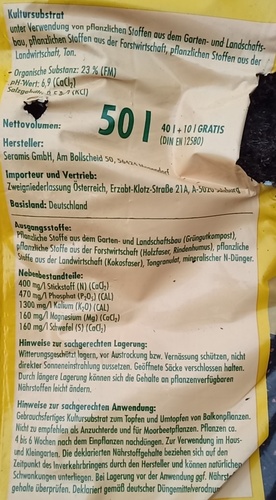 Kultursubstrat
unter Verwendung von pflanzlichen Stoffen aus dem Garten- und Landschafts-
bau, pflanzlichen Stoffen aus der Forstwirtschaft, pflanzlichen Stoffen aus der
Landwirtschaft, Ton.
- Organische Substanz: 23 % (FM)
pH-Wert: 6,9 (CaCl₂)
(KCl)
Nettovolumen: 50 l 40 l + 10 l GRATIS
(DIN EN 12580)
Hersteller:
Seramis GmbH, Am Bollscheid 50,
Importeur und Vertrieb:
Zweigniederlassung Österreich, Erzabt-Klotz-Straße 21A, A-5020
Basisland: Deutschland
Ausgangsstoffe:
Pflanzliche Stoffe aus dem Garten- und Landschaftsbau (Grüngutkompost),
pflanzliche Stoffe aus der Forstwirtschaft (Holzfaser, Rindenhumus), pflanzliche
Stoffe aus der Landwirtschaft (Kokosfaser), Tongranulat, mineralischer N-Dünger.
Nebenbestandteile:
400 mg/l Stickstoff (N) (CaCl₂)
470 mg/l Phosphat (P₂O₅) (CAL)
1300 mg/l Kalium (K₂O) (CAL)
160 mg/l Magnesium (Mg) (CaCl₂)
160 mg/l Schwefel (S) (CaCl₂)
Hinweise zur sachgerechten Lagerung:
Witterungsgeschützt lagern, vor Austrocknung bzw. Vernässung schützen, nicht
direkter Sonneneinstrahlung aussetzen. Geöffnete Säcke verschlossen halten.
Durch längere Lagerung können sich die Gehalte an pflanzenverfügbaren
Nährstoffen leicht ändern.
Hinweise zur sachgerechten Anwendung:
Gebrauchsfertiges Kultursubstrat zum Topfen und Umtopfen von Balkonpflanzen.
Nicht zu empfehlen als Anzuchterde und für Moorbeetpflanzen. Pflanzen ca.
4 bis 6 Wochen nach dem Einpflanzen nachdüngen. Zur Verwendung im Haus-
und Kleingarten. Die deklarierten Nährstoffgehalte beziehen sich auf den
Zeitpunkt des Inverkehrbringens durch den Hersteller und können natürlichen
Schwankungen unterliegen. Bei Lagerung vor der Anwendung ggf.
gehalte überprüfen. Deklariert gemäß deutscher